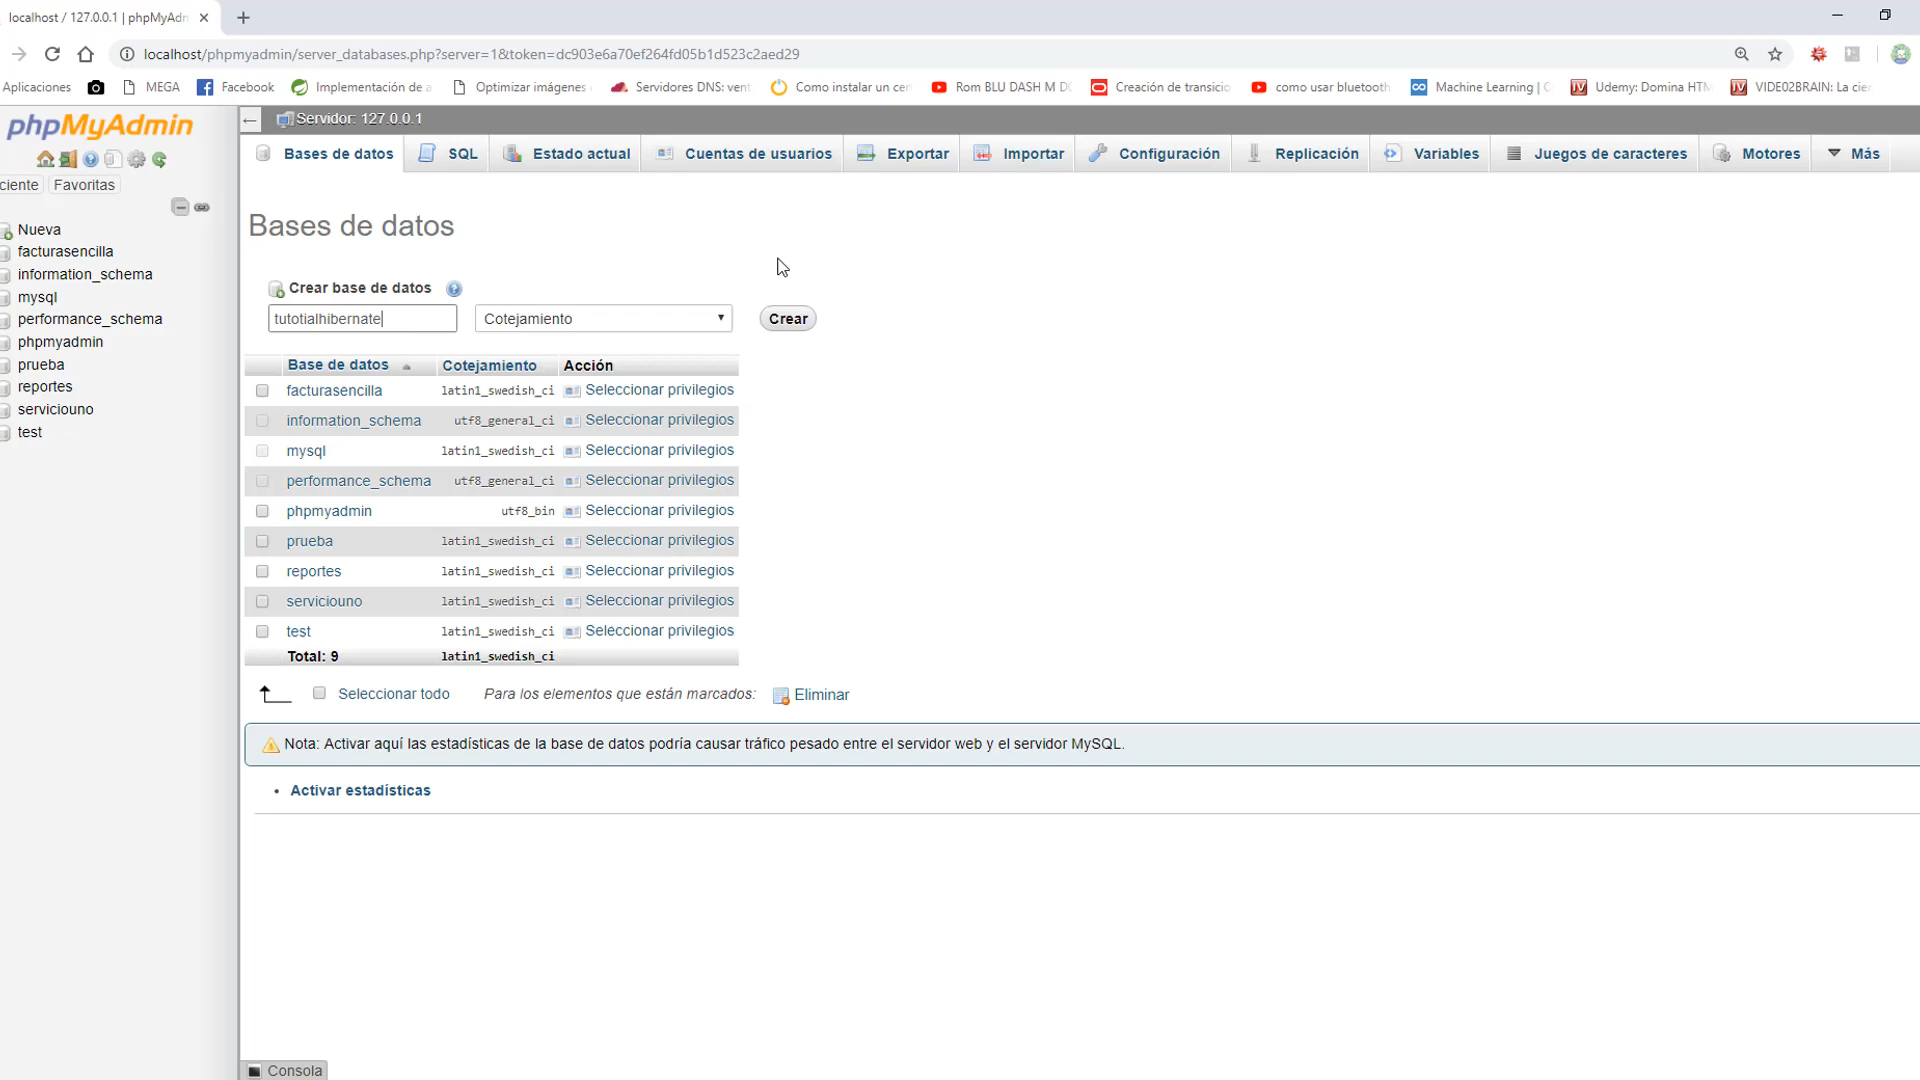 localhost / 127.0.0.1 | phpMyAdn
localhost/phpmyadmin/server_databases.php?server=1&token=dc903e6a70ef264fd05b1d523c2aed29
Aplicaciones MEGA Facebook Implementación de a Optimizar imágenes Servidores DNS: vent Como instalar un cer Rom BLU DASH M DC Creación de transicio como usar bluetooth Machine Learning | C Udemy: Domina HTM VIDEO2BRAIN: La cier
phpMyAdmin
ciente Favoritas
Nueva
facturasencilla
information_schema
mysql
performance_schema
phpmyadmin
prueba
reportes
serviciouno
test
Servidor: 127.0.0.1
Bases de datos SQL Estado actual Cuentas de usuarios Exportar Importar Configuración Replicación Variables Juegos de caracteres Motores Más
Bases de datos
Crear base de datos
tutotialhibernate Cotejamiento Crear
Base de datos Cotejamiento Acción
facturasencilla latin1_swedish_ci Seleccionar privilegios
information_schema utf8_general_ci Seleccionar privilegios
mysql latin1_swedish_ci Seleccionar privilegios
performance_schema utf8_general_ci Seleccionar privilegios
phpmyadmin utf8_bin Seleccionar privilegios
prueba latin1_swedish_ci Seleccionar privilegios
reportes latin1_swedish_ci Seleccionar privilegios
serviciouno latin1_swedish_ci Seleccionar privilegios
test latin1_swedish_ci Seleccionar privilegios
Total: 9 latin1_swedish_ci
Seleccionar todo Para los elementos que están marcados: Eliminar
Nota: Activar aquí las estadísticas de la base de datos podría causar tráfico pesado entre el servidor web y el servidor MySQL.
• Activar estadísticas
Consola